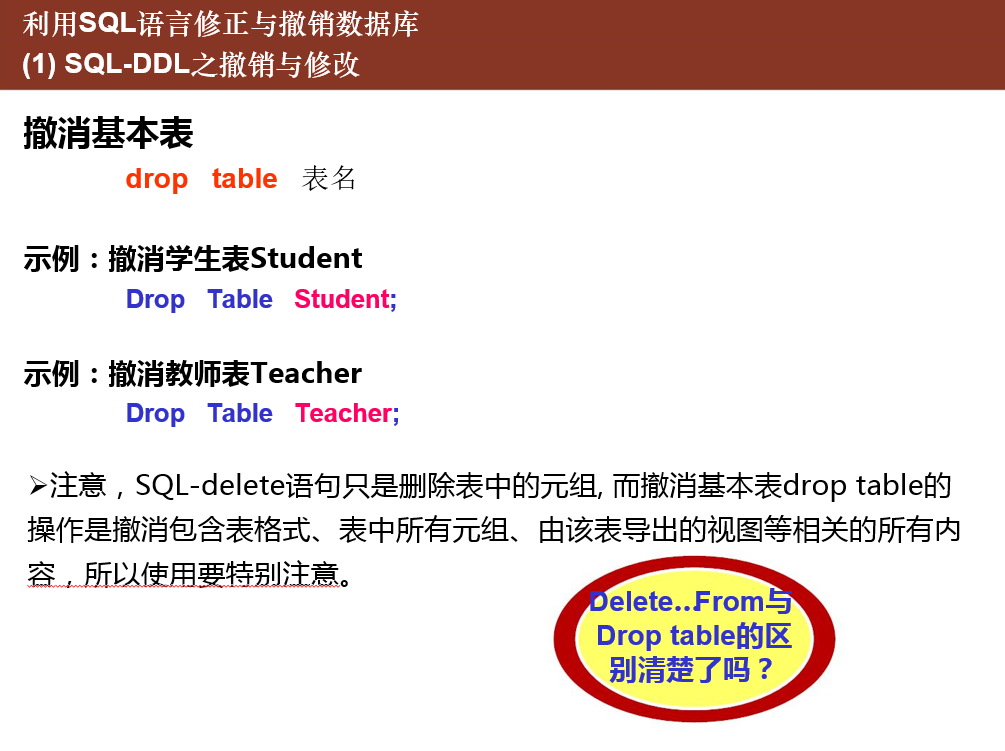 利用SQL语言修正与撤销数据库
(1) SQL-DDL之撤销与修改
撤消基本表
drop table 表名
示例：撤消学生表Student
Drop Table Student;
示例：撤消教师表Teacher
Drop Table Teacher;
➢注意，SQL-delete语句只是删除表中的元组, 而撤消基本表drop table的
操作是撤消包含表格式、表中所有元组、由该表导出的视图等相关的所有内
容，所以使用要特别注意。
Delete…From与
Drop table的区
别清楚了吗？